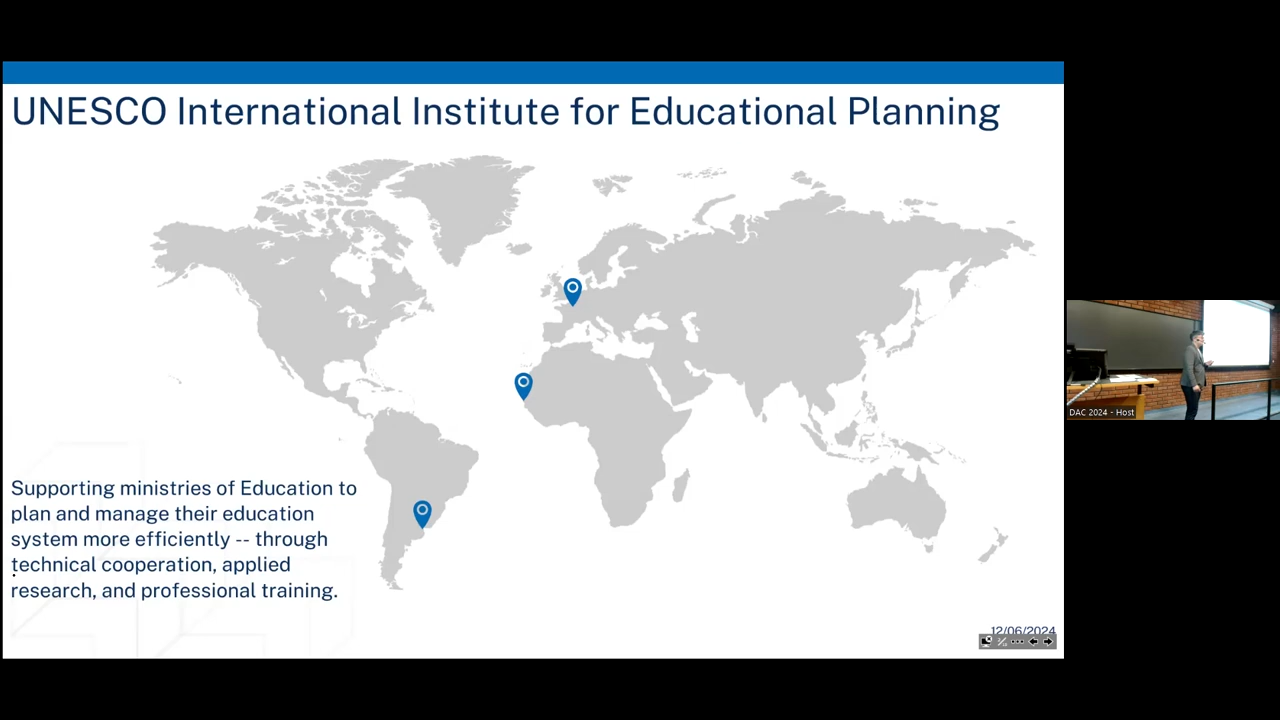 UNESCO International Institute for Educational Planning
Supporting ministries of Education to
plan and manage their education
system more efficiently -- through
technical cooperation, applied
research, and professional training.
12/06/2024
DAC 2024 - Host